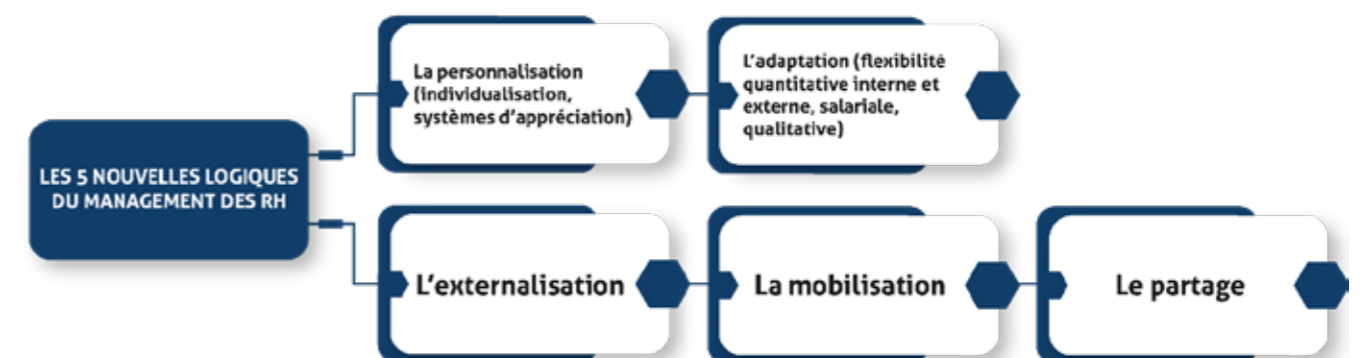 LES 5 NOUVELLES LOGIQUES
DU MANAGEMENT DES RH
La personnalisation
(individualisation,
systèmes d'appréciation)
L'adaptation (flexibilité
quantitative interne et
externe, salariale,
qualitative)
L'externalisation
La mobilisation
Le partage